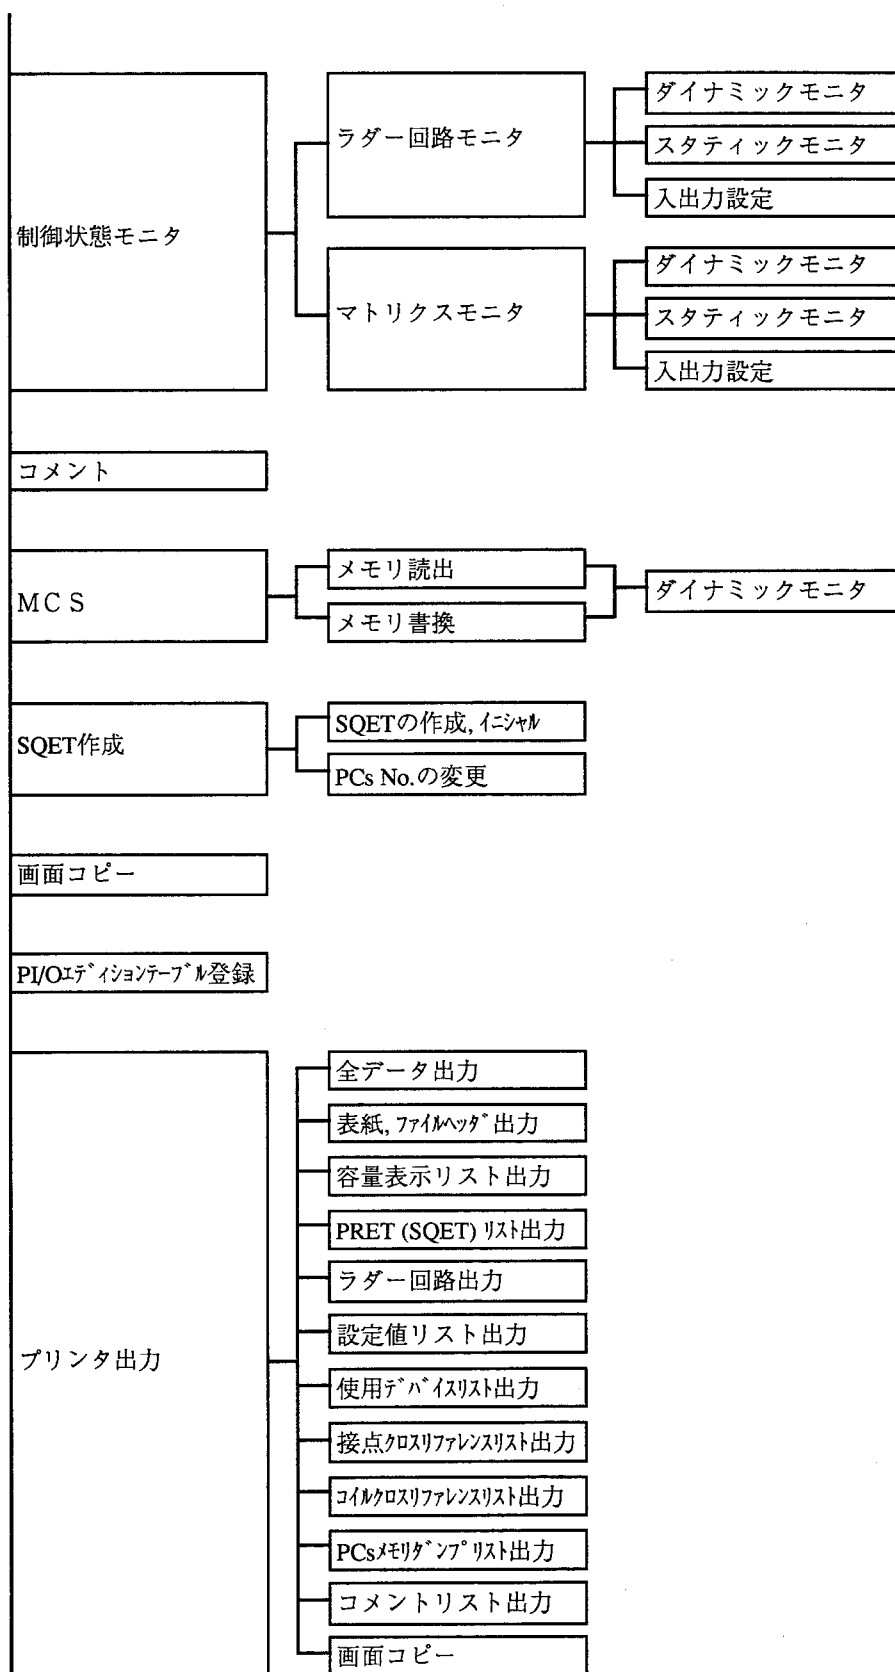 制御状態モニタ
ラダー回路モニタ
ダイナミックモニタ
スタティックモニタ
入出力設定
マトリクスモニタ
ダイナミックモニタ
スタティックモニタ
入出力設定
コメント
MCS
メモリ読出
メモリ書換
ダイナミックモニタ
SQET作成
SQETの作成, ｲﾆｼｬﾙ
PCs No.の変更
画面コピー
PI/Oｴﾃﾞｨｼｮﾝﾃｰﾌﾞﾙ登録
プリンタ出力
全データ出力
表紙, ﾌｧｲﾙﾍｯﾀﾞ出力
容量表示リスト出力
PRET (SQET) ﾘｽﾄ出力
ラダー回路出力
設定値リスト出力
使用ﾃﾞﾊﾞｲｽﾘｽﾄ出力
接点ｸﾛｽﾘﾌｧﾚﾝｽﾘｽﾄ出力
ｺｲﾙｸﾛｽﾘﾌｧﾚﾝｽﾘｽﾄ出力
PCsﾒﾓﾘﾀﾞﾝﾌﾟﾘｽﾄ出力
コメントリスト出力
画面コピー